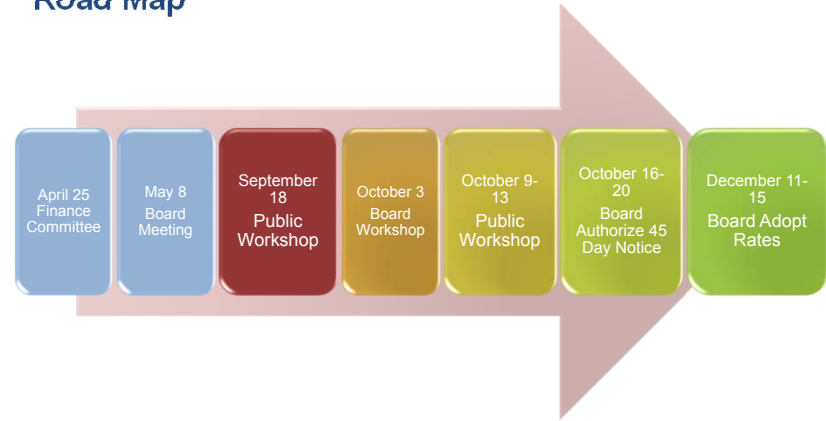 Road Map
April 25
Finance
Committee
May 8
Board
Meeting
September
18
Public
Workshop
October 3
Board
Workshop
October 9-
13
Public
Workshop
October 16-
20
Board
Authorize 45
Day Notice
December 11-
15
Board Adopt
Rates